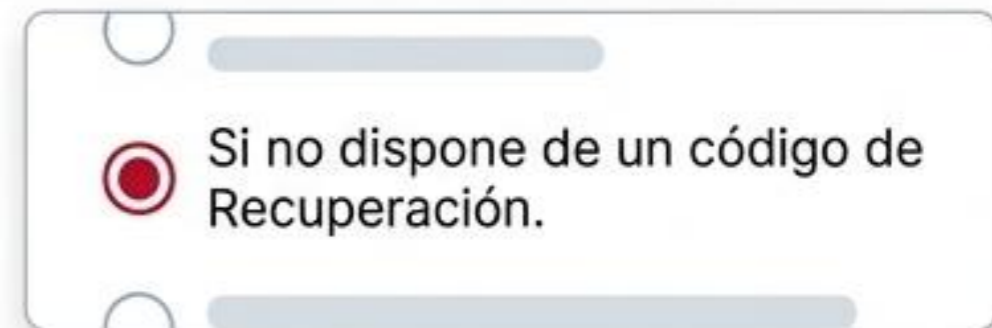 Si no dispone de un código de
Recuperación.